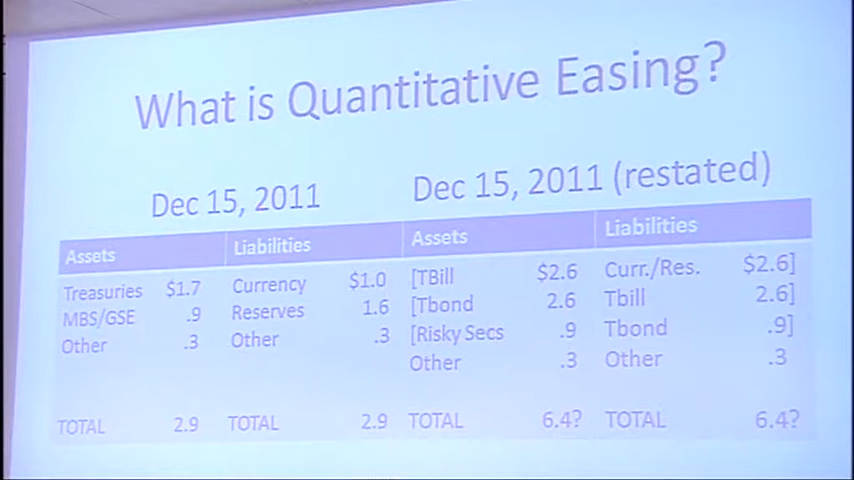 What is Quantitative Easing?
Dec 15, 2011 Dec 15, 2011 (restated)
Assets Liabilities Assets Liabilities
Treasuries $1.7 Currency $1.0 [TBill $2.6 Curr./Res. $2.6]
MBS/GSE .9 Reserves 1.6 [Tbond 2.6 Tbill 2.6]
Other .3 Other .3 [Risky Secs .9 Tbond .9]
Other .3 Other .3
TOTAL 2.9 TOTAL 2.9 TOTAL 6.4? TOTAL 6.4?